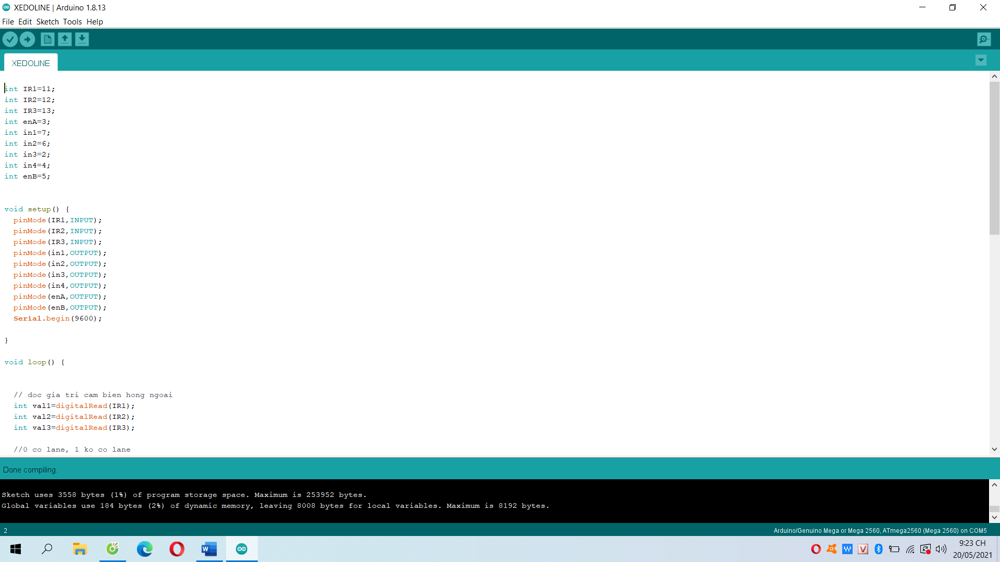 XEDOLINE | Arduino 1.8.13
File Edit Sketch Tools Help
XEDOLINE
int IR1=11;
int IR2=12;
int IR3=13;
int enA=3;
int in1=7;
int in2=6;
int in3=2;
int in4=4;
int enB=5;
void setup() {
pinMode(IR1,INPUT);
pinMode(IR2,INPUT);
pinMode(IR3,INPUT);
pinMode(in1,OUTPUT);
pinMode(in2,OUTPUT);
pinMode(in3,OUTPUT);
pinMode(in4,OUTPUT);
pinMode(enA,OUTPUT);
pinMode(enB,OUTPUT);
Serial.begin(9600);
}
void loop() {
// doc gia tri cam bien hong ngoai
int val1=digitalRead(IR1);
int val2=digitalRead(IR2);
int val3=digitalRead(IR3);
//0 co lane, 1 ko co lane
Done compiling.
Sketch uses 3558 bytes (1%) of program storage space. Maximum is 253952 bytes.
Global variables use 184 bytes (2%) of dynamic memory, leaving 8008 bytes for local variables. Maximum is 8192 bytes.
2
Arduino/Genuino Mega or Mega 2560, ATmega2560 (Mega 2560) on COM5
9:23 CH
20/05/2021